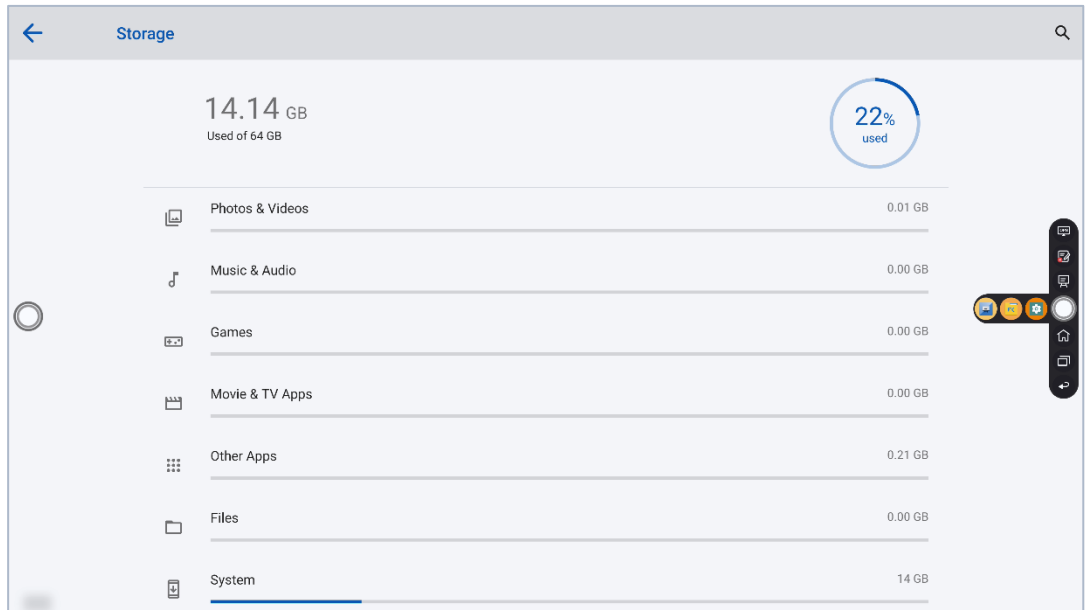 Storage
14.14 GB
Used of 64 GB
22%
used
Photos & Videos 0.01 GB
Music & Audio 0.00 GB
Games 0.00 GB
Movie & TV Apps 0.00 GB
Other Apps 0.21 GB
Files 0.00 GB
System 14 GB